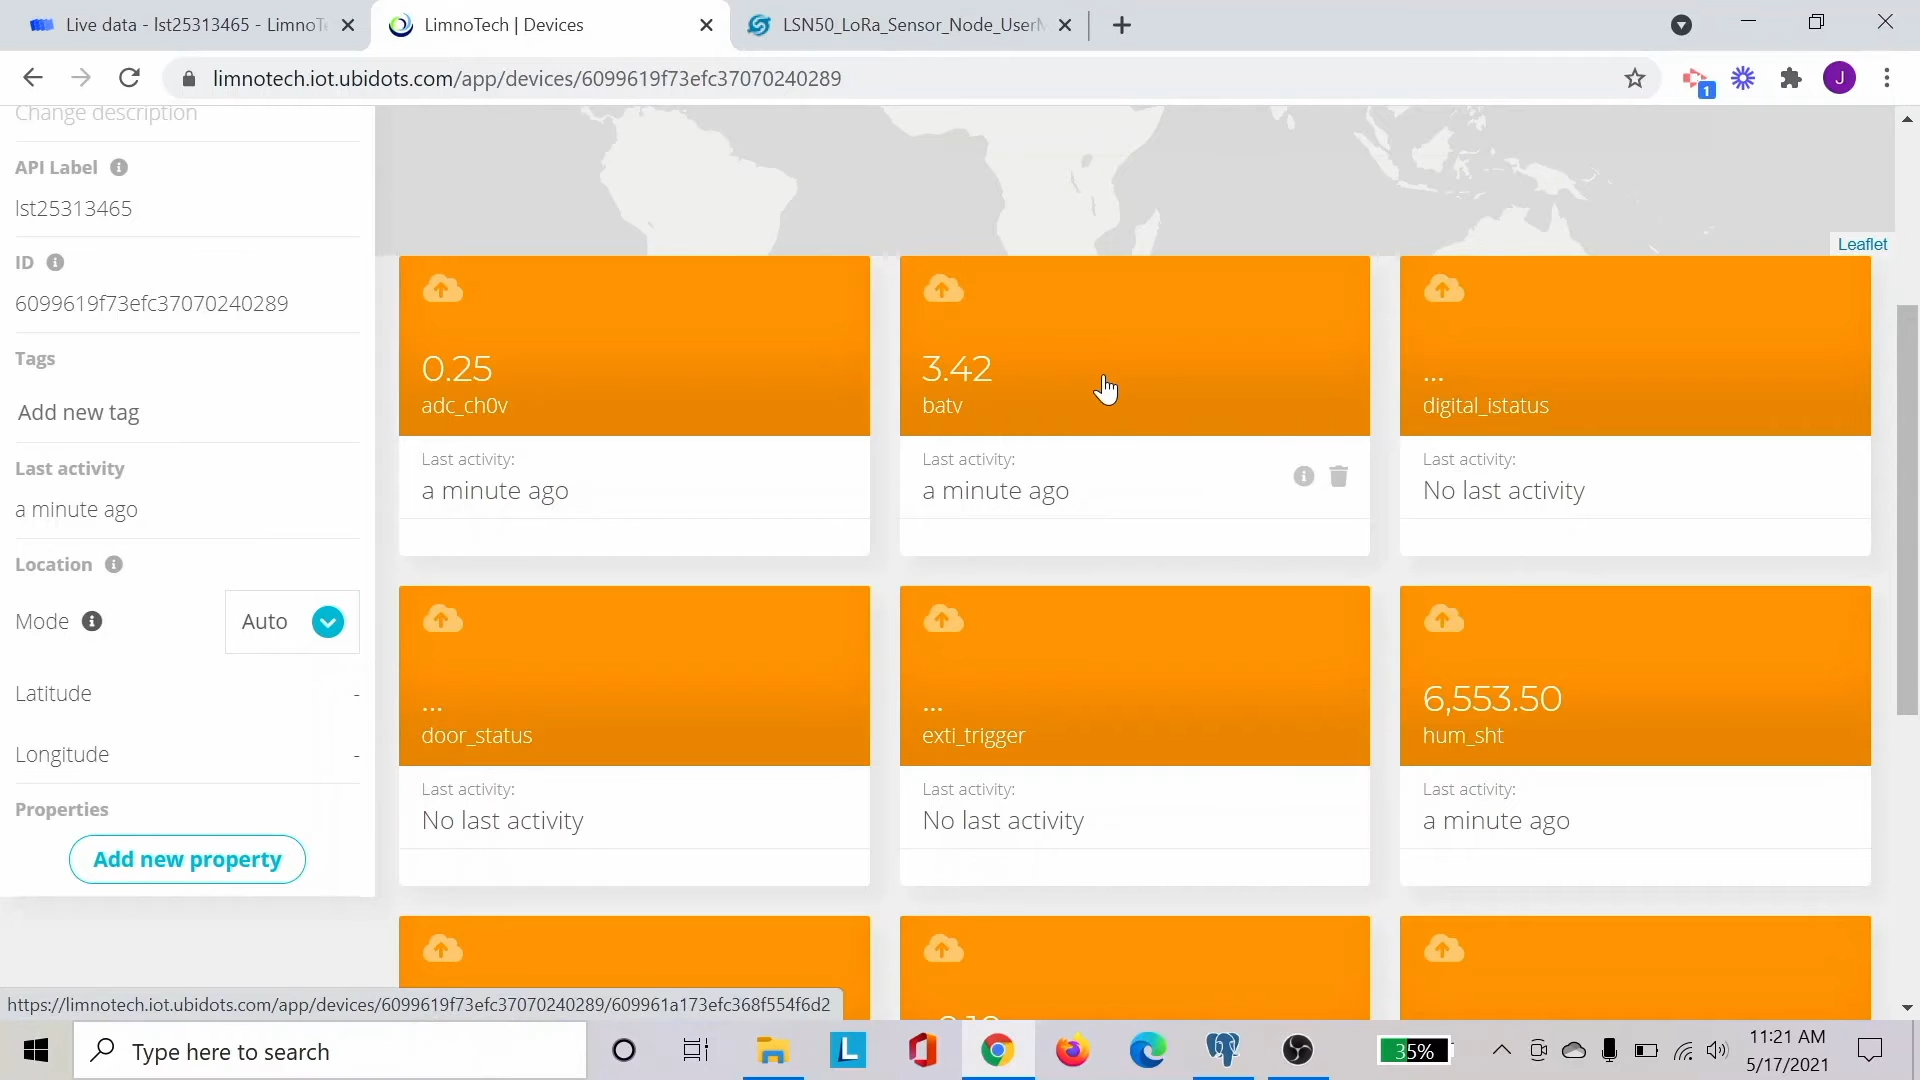 Live data - lst25313465 - LimnoTe
LimnoTech | Devices
LSN50_LoRa_Sensor_Node_UserM
limnotech.iot.ubidots.com/app/devices/6099619f73efc37070240289
1
J
Change description
API Label
lst25313465
ID
6099619f73efc37070240289
Tags
Add new tag
Last activity
a minute ago
Location
Mode
Auto
Latitude
-
Longitude
-
Properties
Add new property
Leaflet
0.25
adc_ch0v
Last activity:
a minute ago
3.42
batv
Last activity:
a minute ago
...
digital_istatus
Last activity:
No last activity
...
door_status
Last activity:
No last activity
...
exti_trigger
Last activity:
No last activity
6,553.50
hum_sht
Last activity:
a minute ago
https://limnotech.iot.ubidots.com/app/devices/6099619f73efc37070240289/609961a173efc368f554f6d2
Type here to search
L
35%
11:21 AM
5/17/2021